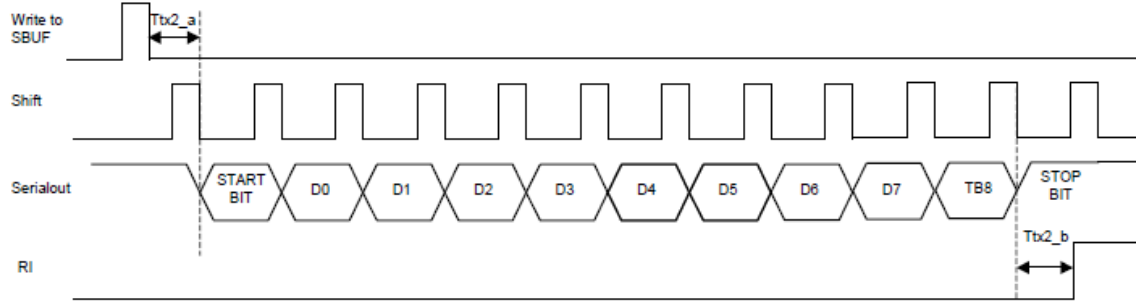 Write to
SBUF
Ttx2_a
Shift
Serialout
START
BIT
D0
D1
D2
D3
D4
D5
D6
D7
TB8
STOP
BIT
Ttx2_b
RI